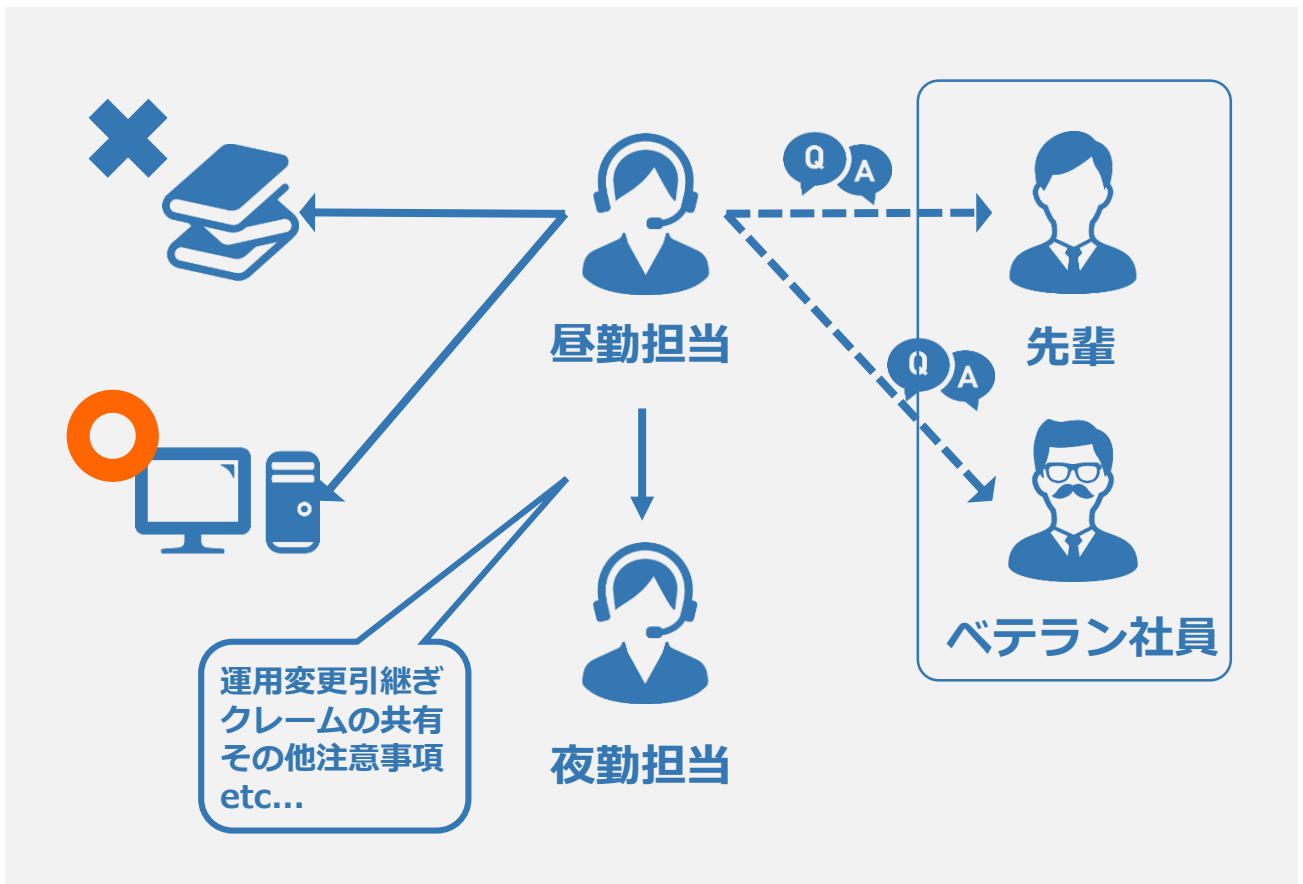 Q A
昼勤担当
先輩
Q A
ベテラン社員
運用変更引継ぎ
クレームの共有
その他注意事項
etc...
夜勤担当